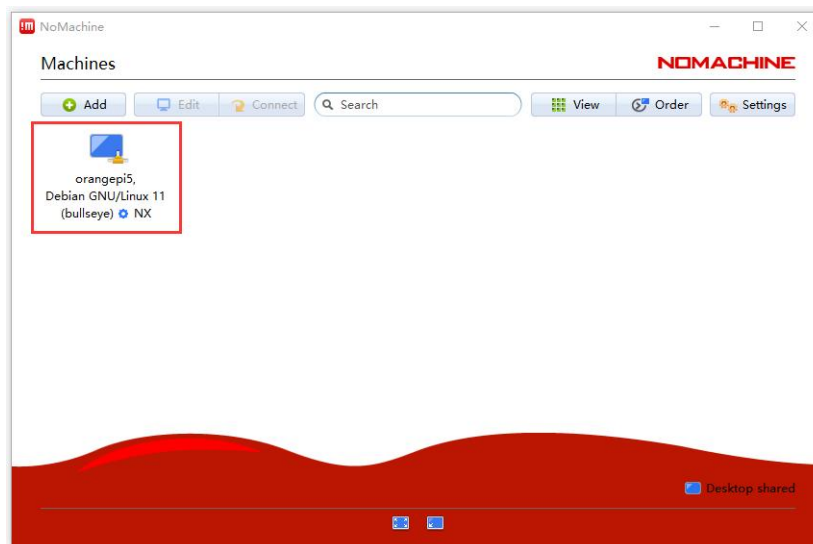 NoMachine
Machines
NOMACHINE
Add
Edit
Connect
Search
View
Order
Settings
orangepi5,
Debian GNU/Linux 11
(bullseye) NX
Desktop shared